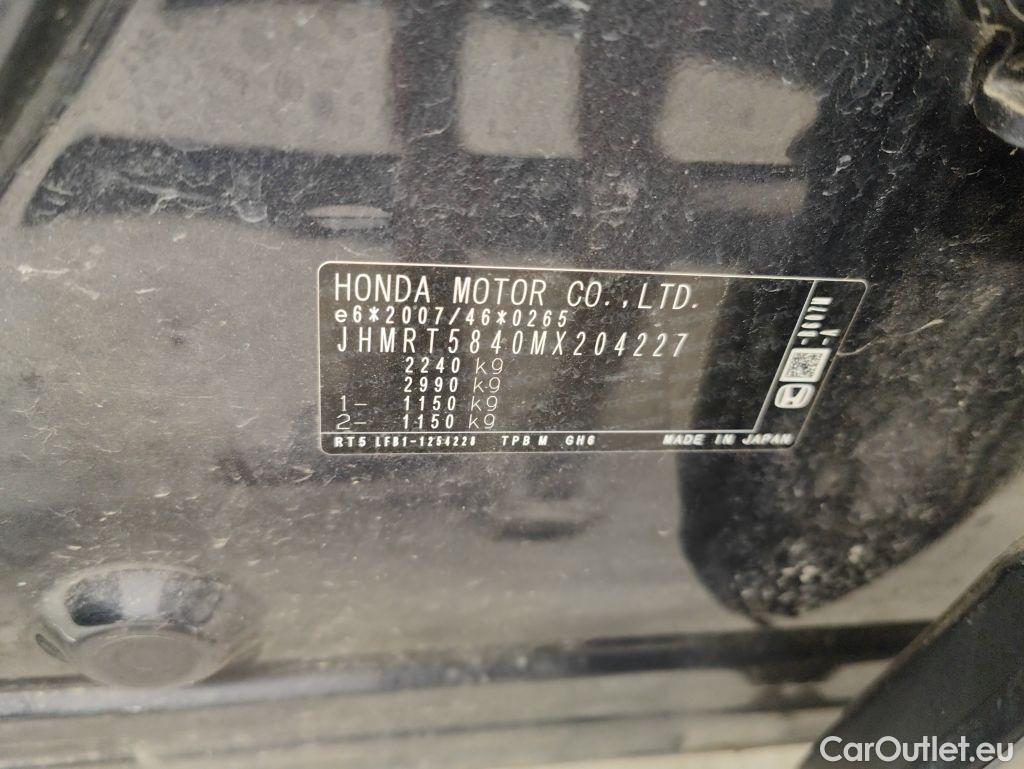 HONDA MOTOR CO.,LTD.
e6*2007/46*0265
JHMRT5840MX204227
2240 kg
2990 kg
1- 1150 kg
2- 1150 kg
RT5 LFB1-1254228 TPBM GH6 MADE IN JAPAN
CarOutlet.eu